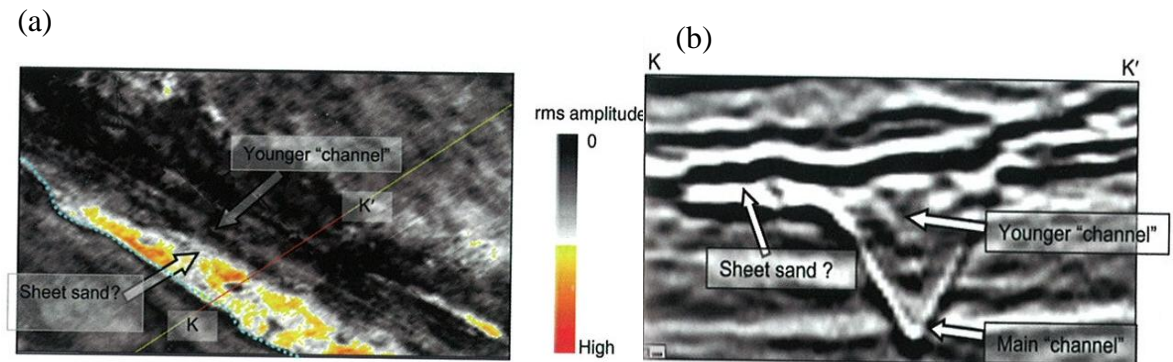 (a)
Younger “channel”
K'
Sheet sand?
K
rms amplitude
0
High
(b)
K
K'
Younger “channel”
Sheet sand ?
Main “channel”